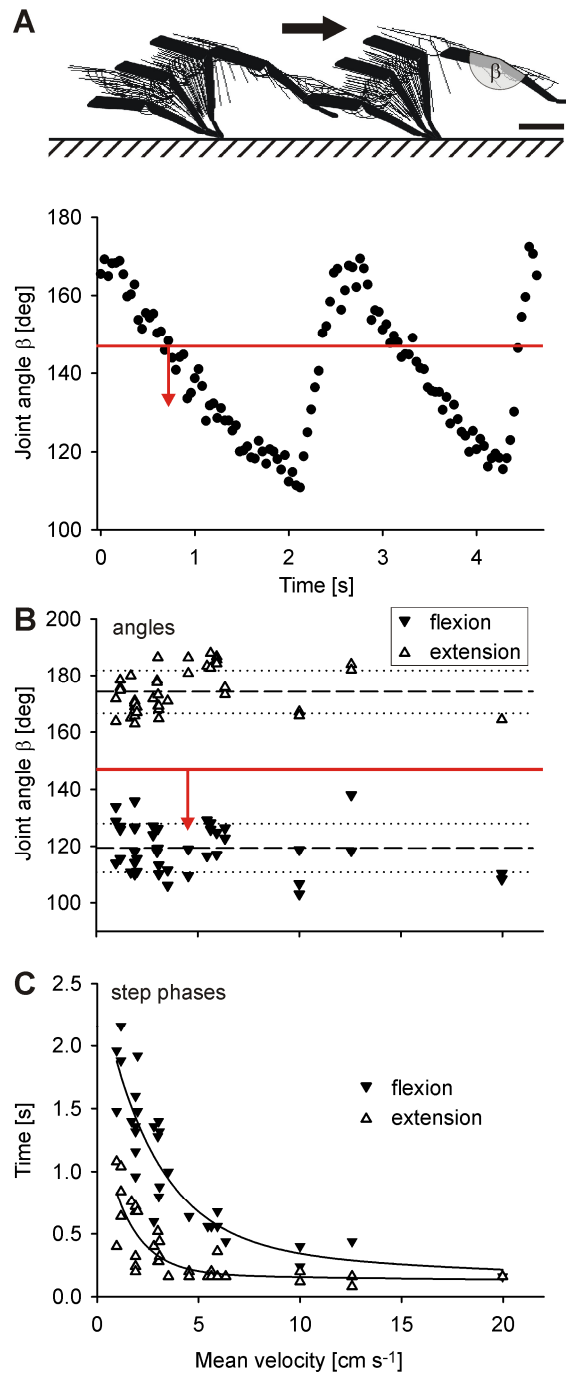 A
β
180
160
140
120
100
Joint angle β [deg]
0 1 2 3 4
Time [s]
B
angles
flexion
extension
200
180
160
140
120
100
Joint angle β [deg]
C
step phases
flexion
extension
2.5
2.0
1.5
1.0
0.5
0.0
Time [s]
0 5 10 15 20
Mean velocity [cm s⁻¹]